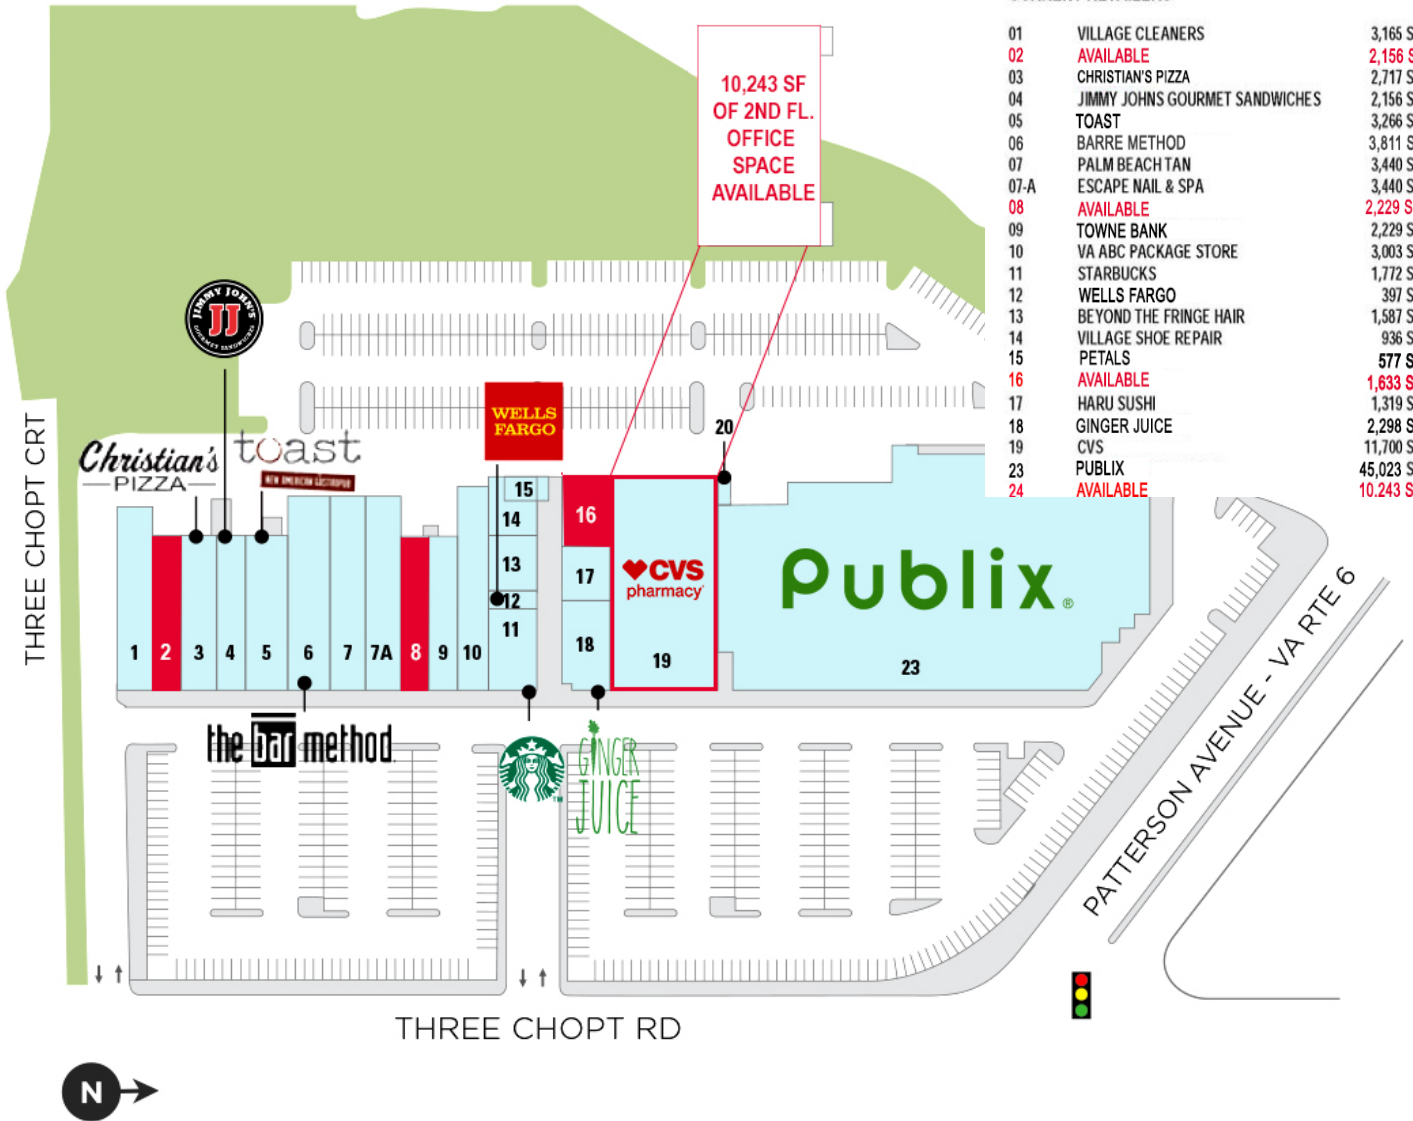 01 VILLAGE CLEANERS 3,165 S
02 AVAILABLE 2,156 S
03 CHRISTIAN'S PIZZA 2,717 S
04 JIMMY JOHNS GOURMET SANDWICHES 2,156 S
05 TOAST 3,266 S
06 BARRE METHOD 3,811 S
07 PALM BEACH TAN 3,440 S
07-A ESCAPE NAIL & SPA 3,440 S
08 AVAILABLE 2,229 S
09 TOWNE BANK 2,229 S
10 VA ABC PACKAGE STORE 3,003 S
11 STARBUCKS 1,772 S
12 WELLS FARGO 397 S
13 BEYOND THE FRINGE HAIR 1,587 S
14 VILLAGE SHOE REPAIR 936 S
15 PETALS 577 S
16 AVAILABLE 1,633 S
17 HARU SUSHI 1,319 S
18 GINGER JUICE 2,298 S
19 CVS 11,700 S
23 PUBLIX 45,023 S
24 AVAILABLE 10.243 S
10,243 SF
OF 2ND FL.
OFFICE
SPACE
AVAILABLE
JIMMY JOHN'S
JJ
GOURMET SANDWICHES
WELLS
FARGO
Christian's
PIZZA
toast
NEW AMERICAN GASTROPUB
20
15
14
13
12
11
16
17
18
CVS
pharmacy
19
Publix®
23
1 2 3 4 5 6 7 7A 8 9 10
the bar method
GINGER
JUICE
TM
THREE CHOPT CRT
PATTERSON AVENUE - VA RTE 6
THREE CHOPT RD
N